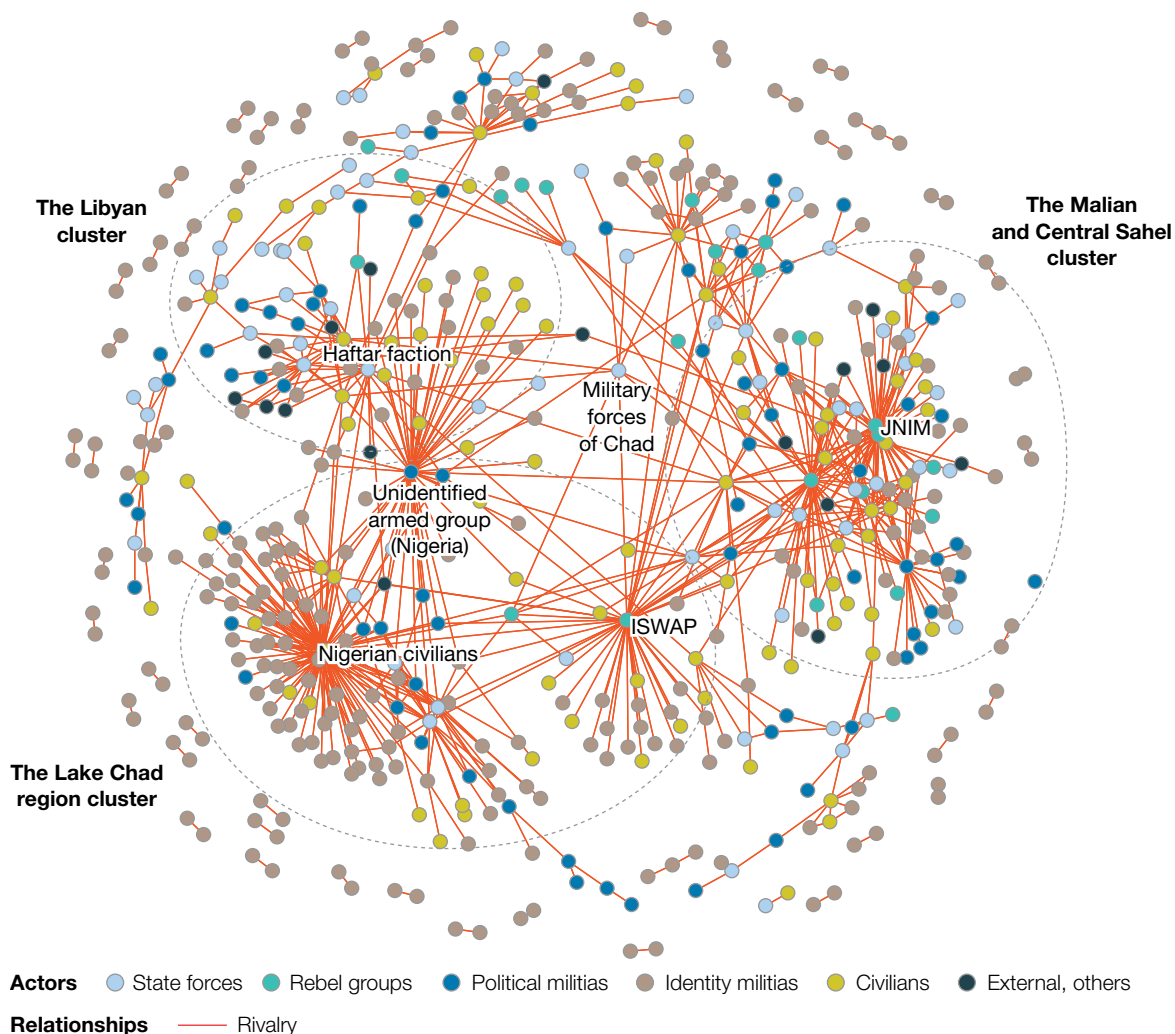 The Libyan
cluster
The Malian
and Central Sahel
cluster
Haftar faction
Military
forces
of Chad
JNIM
Unidentified
armed group
(Nigeria)
ISWAP
Nigerian civilians
The Lake Chad
region cluster
Actors State forces Rebel groups Political militias Identity militias Civilians External, others
Relationships Rivalry